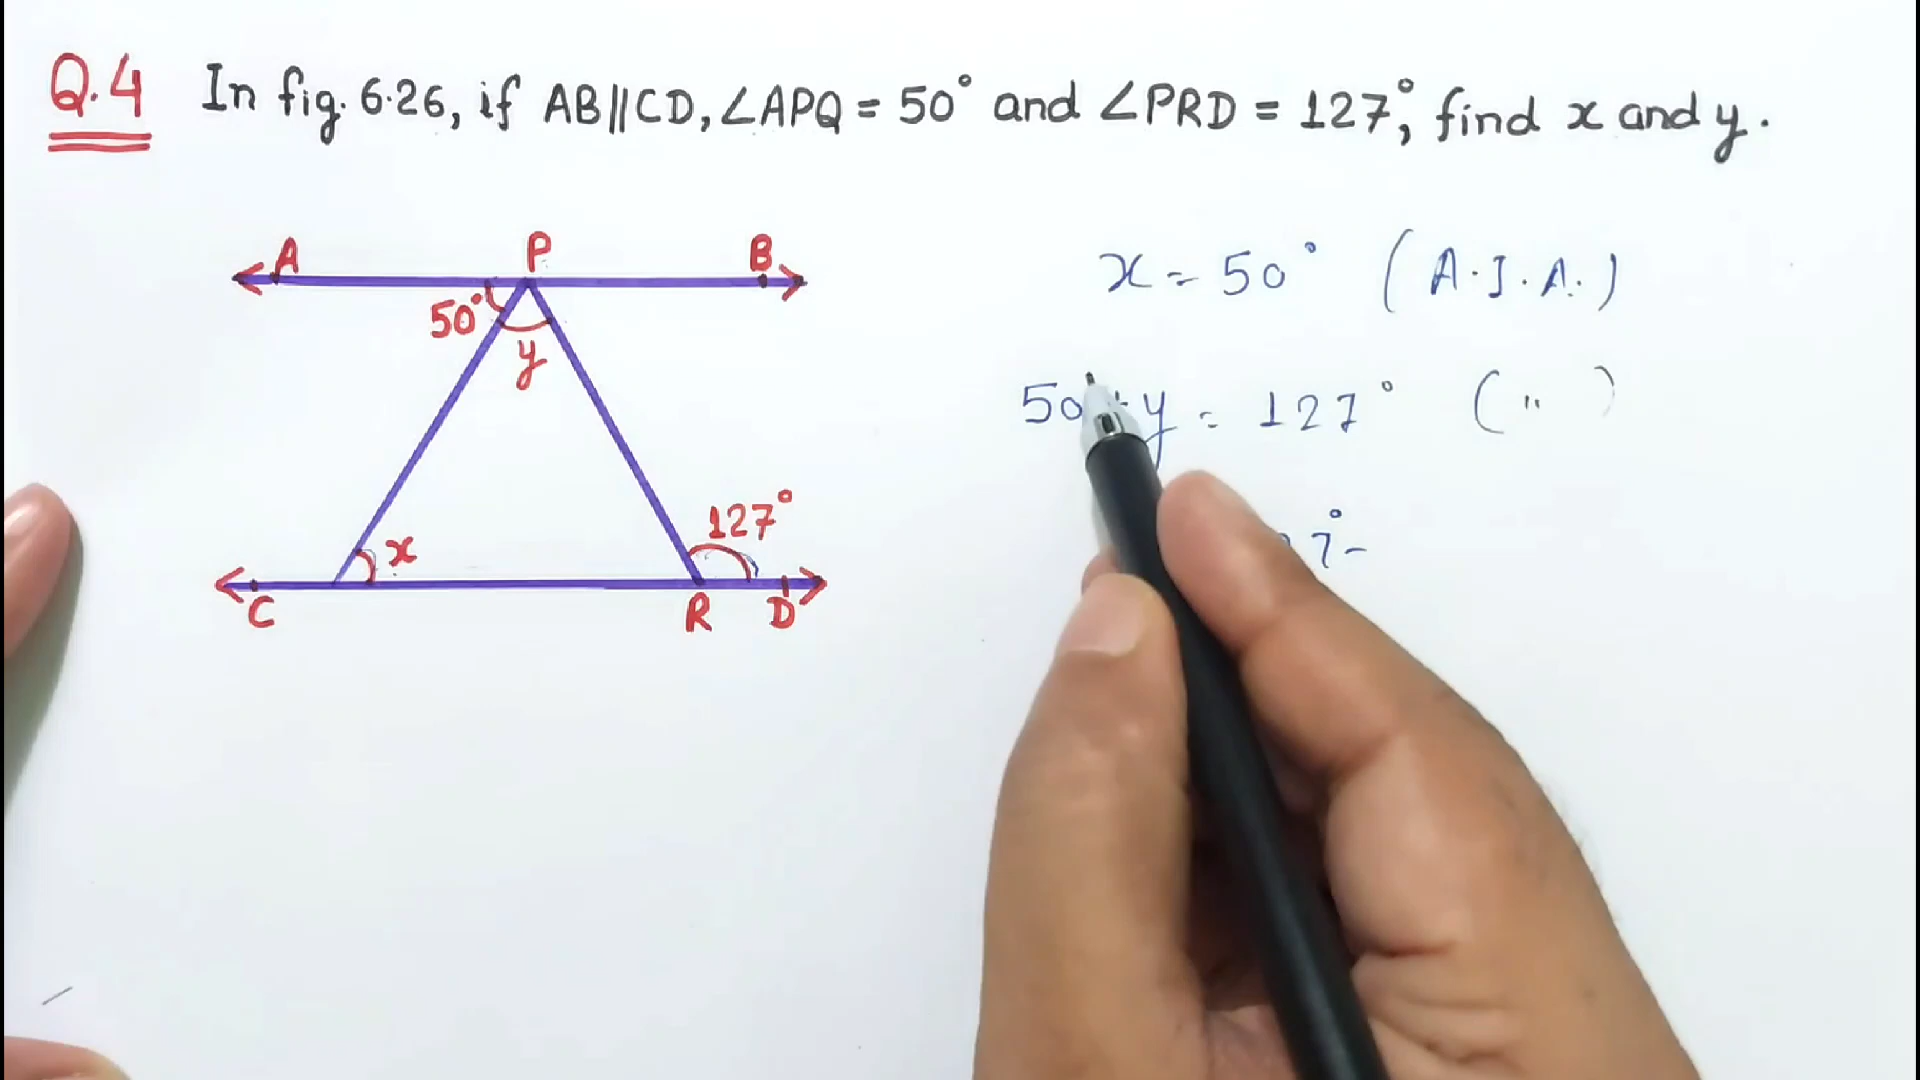 Q.4 In fig. 6.26, if AB||CD, ∠APQ = 50° and ∠PRD = 127°, find x and y.
A P B
50°
y
x
127°
C R D
x = 50° (A.I.A.)
50 + y = 127° ( " )
7° -